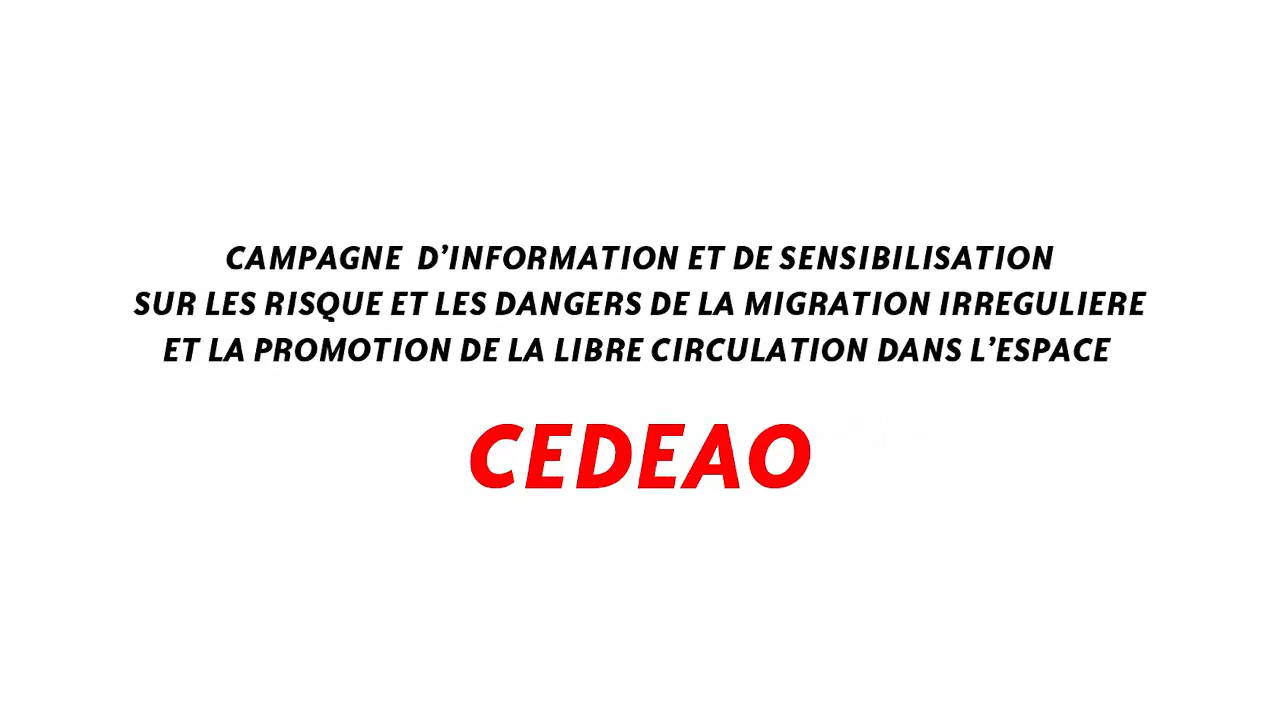 CAMPAGNE D’INFORMATION ET DE SENSIBILISATION
SUR LES RISQUE ET LES DANGERS DE LA MIGRATION IRREGULIERE
ET LA PROMOTION DE LA LIBRE CIRCULATION DANS L’ESPACE
CEDEAO